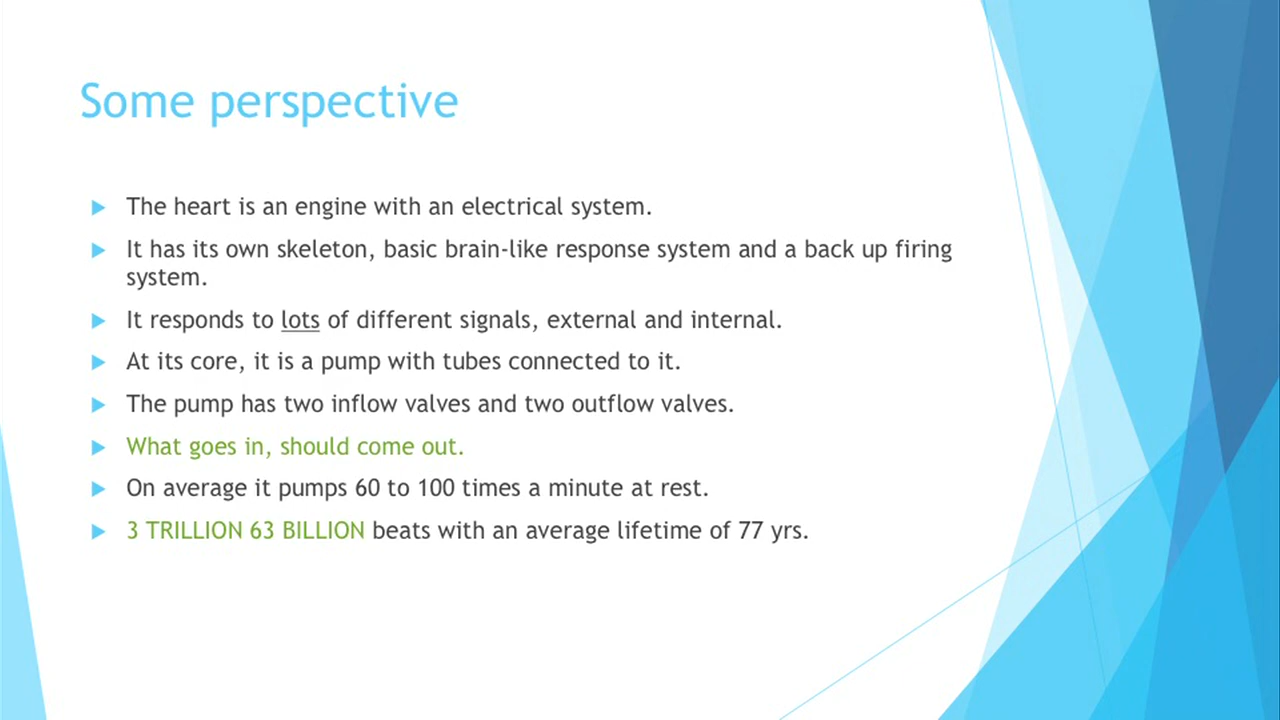 Some perspective
The heart is an engine with an electrical system.
It has its own skeleton, basic brain-like response system and a back up firing
system.
It responds to lots of different signals, external and internal.
At its core, it is a pump with tubes connected to it.
The pump has two inflow valves and two outflow valves.
What goes in, should come out.
On average it pumps 60 to 100 times a minute at rest.
3 TRILLION 63 BILLION beats with an average lifetime of 77 yrs.